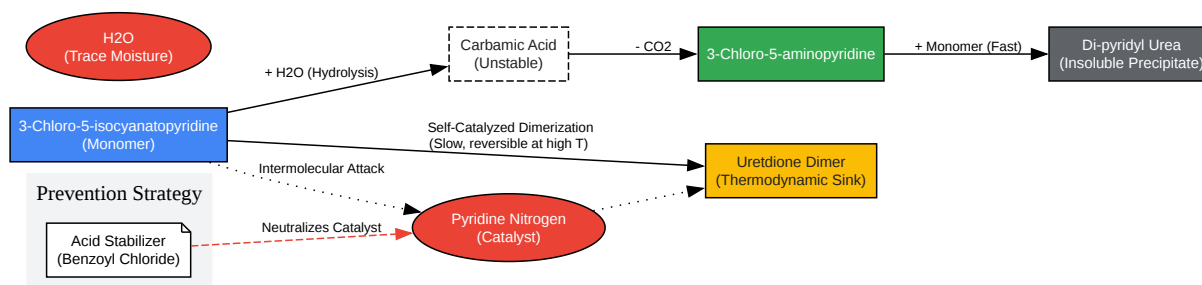 H2O
(Trace Moisture)
Carbamic Acid
(Unstable)
- CO2
3-Chloro-5-aminopyridine
+ Monomer (Fast)
Di-pyridyl Urea
(Insoluble Precipitate)
+ H2O (Hydrolysis)
3-Chloro-5-isocyanatopyridine
(Monomer)
Self-Catalyzed Dimerization
(Slow, reversible at high T)
Uretdione Dimer
(Thermodynamic Sink)
Intermolecular Attack
Prevention Strategy
Pyridine Nitrogen
(Catalyst)
Neutralizes Catalyst
Acid Stabilizer
(Benzoyl Chloride)